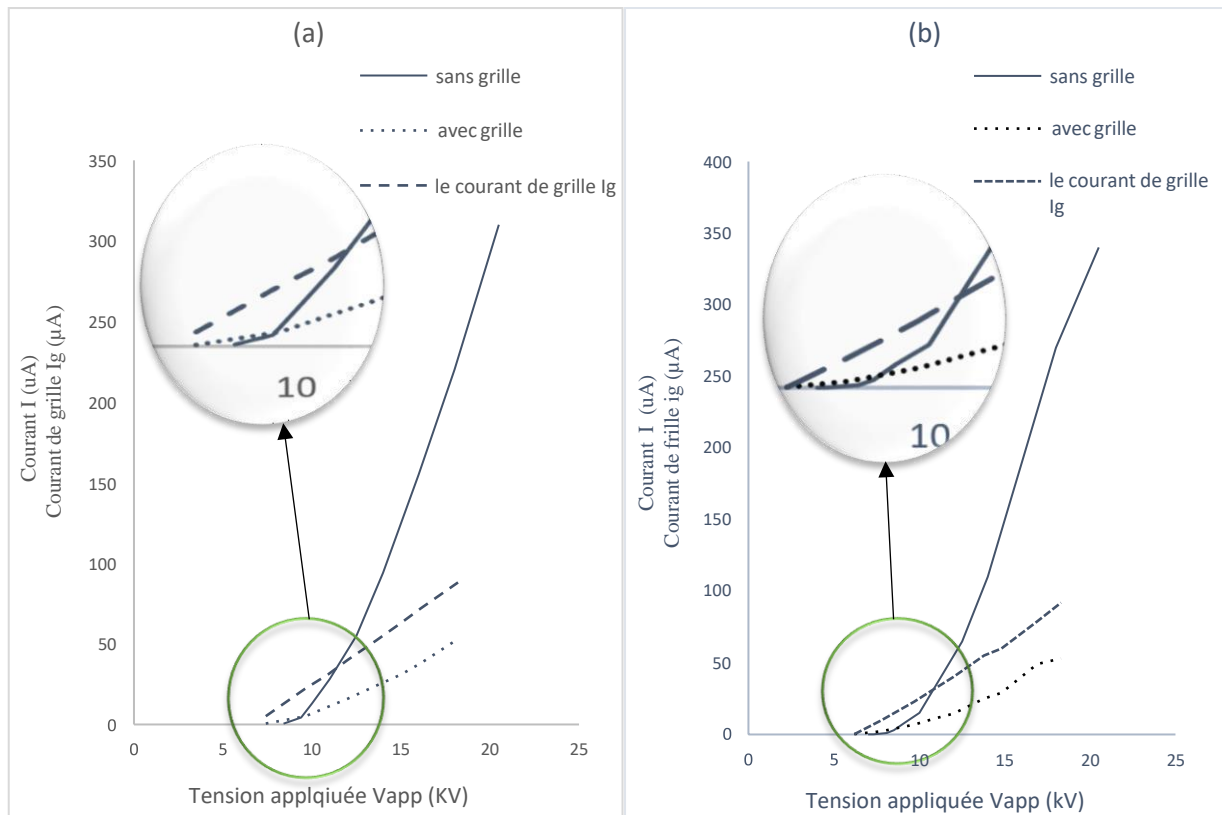 (a)
sans grille
avec grille
le courant de grille Ig
350
300
250
200
150
100
50
0
0
5
10
15
20
25
10
Courant I (uA)
Courant de grille Ig (µA)
Tension applqiuée Vapp (KV)
(b)
sans grille
avec grille
le courant de grille
Ig
400
350
300
250
200
150
100
50
0
0
5
10
15
20
25
10
Courant I (uA)
Courant de frille ig (µA)
Tension appliquée Vapp (kV)